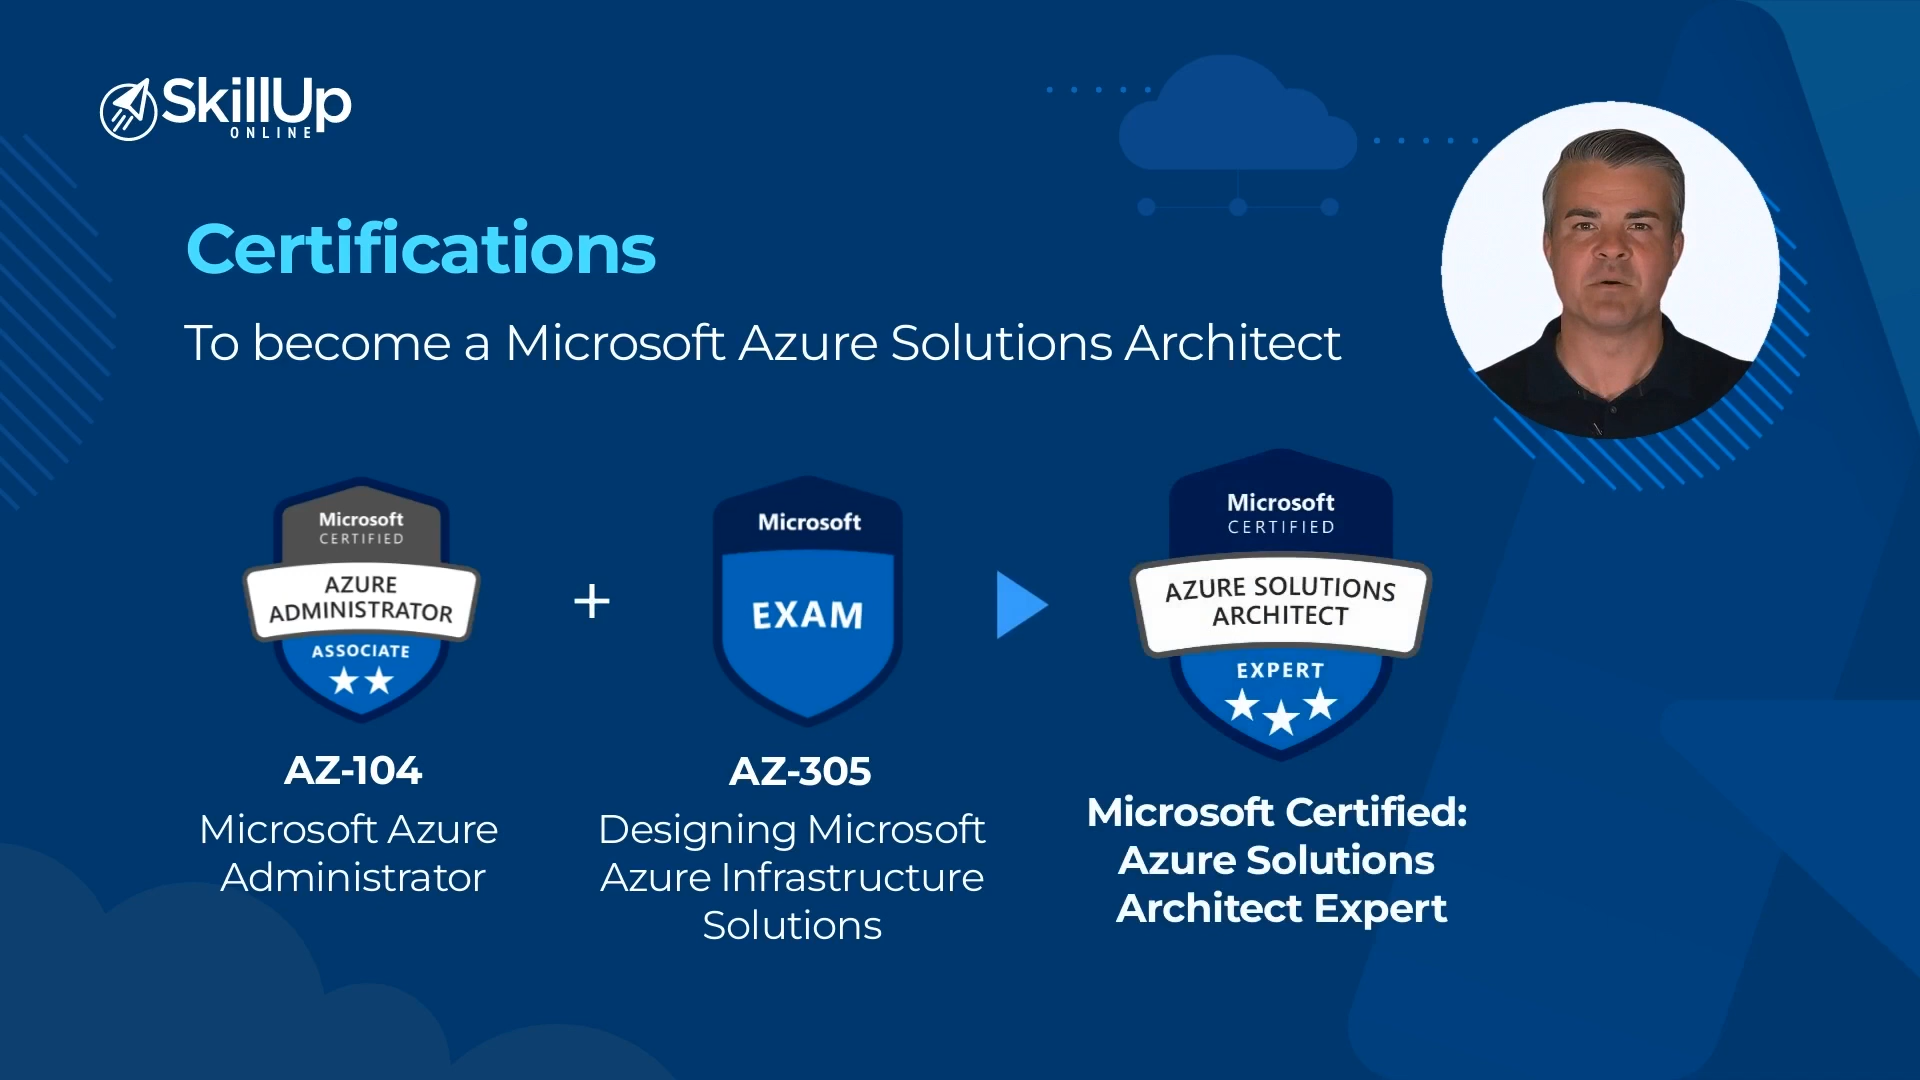 SkillUp
ONLINE
Certifications
To become a Microsoft Azure Solutions Architect
Microsoft
CERTIFIED
AZURE
ADMINISTRATOR
ASSOCIATE
+
Microsoft
EXAM
Microsoft
CERTIFIED
AZURE SOLUTIONS
ARCHITECT
EXPERT
AZ-104
Microsoft Azure
Administrator
AZ-305
Designing Microsoft
Azure Infrastructure
Solutions
Microsoft Certified:
Azure Solutions
Architect Expert